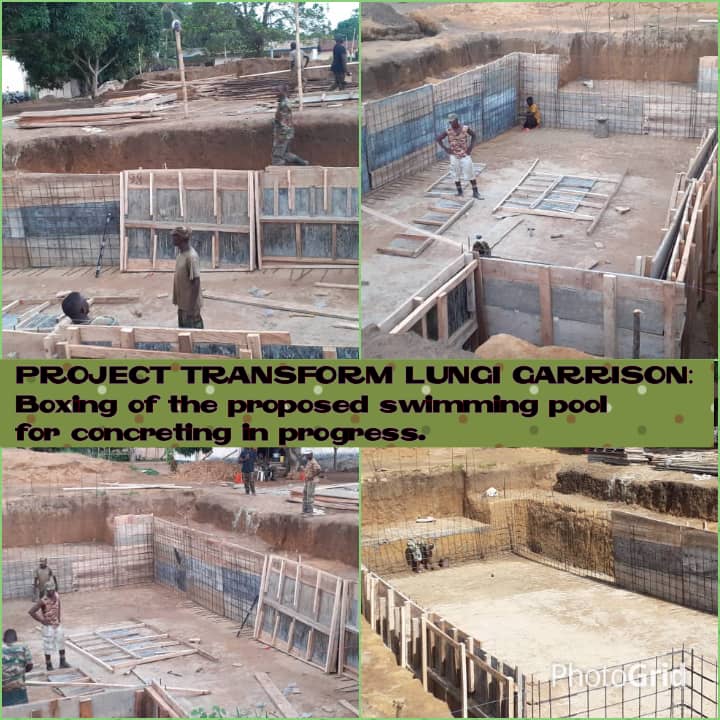 PROJECT TRANSFORM LUNGI GARRISON:
Boxing of the proposed swimming pool
for concreting in progress.
PhotoGrid